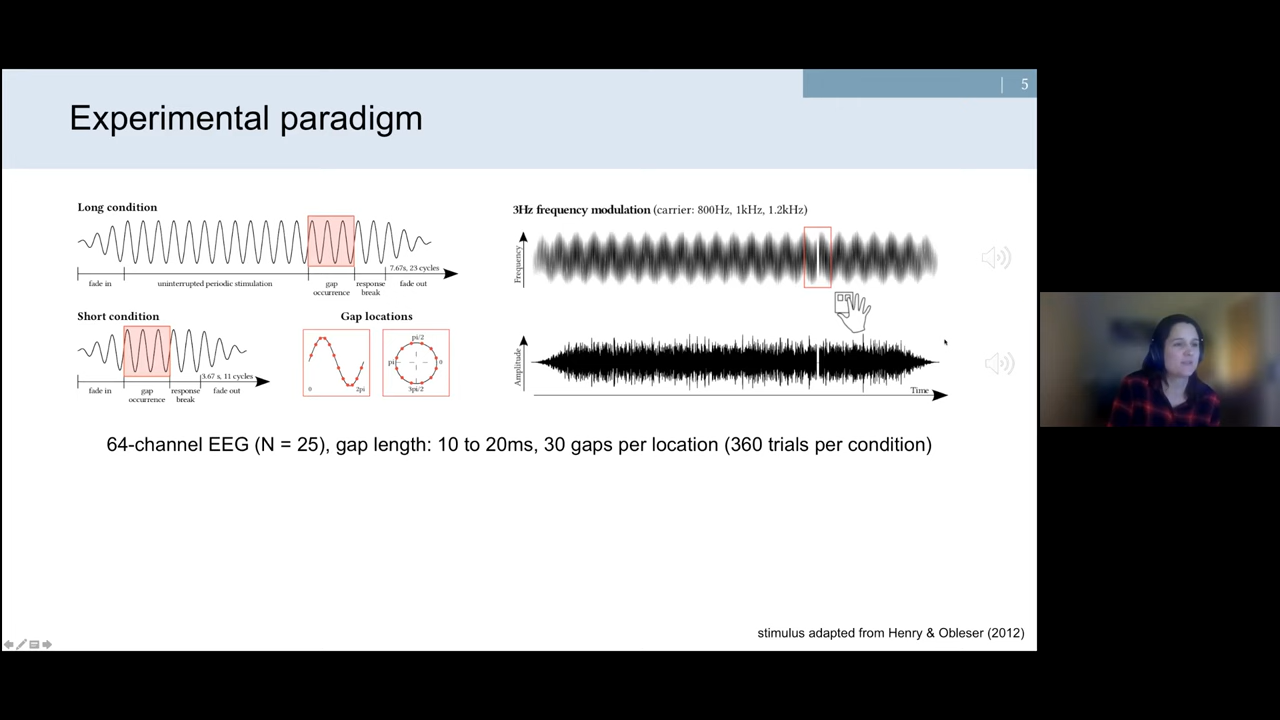 5
Experimental paradigm
Long condition
7.67s, 23 cycles
fade in
uninterrupted periodic stimulation
gap
occurrence
response
break
fade out
Short condition
3.67 s, 11 cycles
fade in
gap
occurrence
response
break
fade out
Gap locations
0
2pi
pi/2
pi
0
3pi/2
3Hz frequency modulation (carrier: 800Hz, 1kHz, 1.2kHz)
Frequency
Amplitude
Time
64-channel EEG (N = 25), gap length: 10 to 20ms, 30 gaps per location (360 trials per condition)
stimulus adapted from Henry & Obleser (2012)